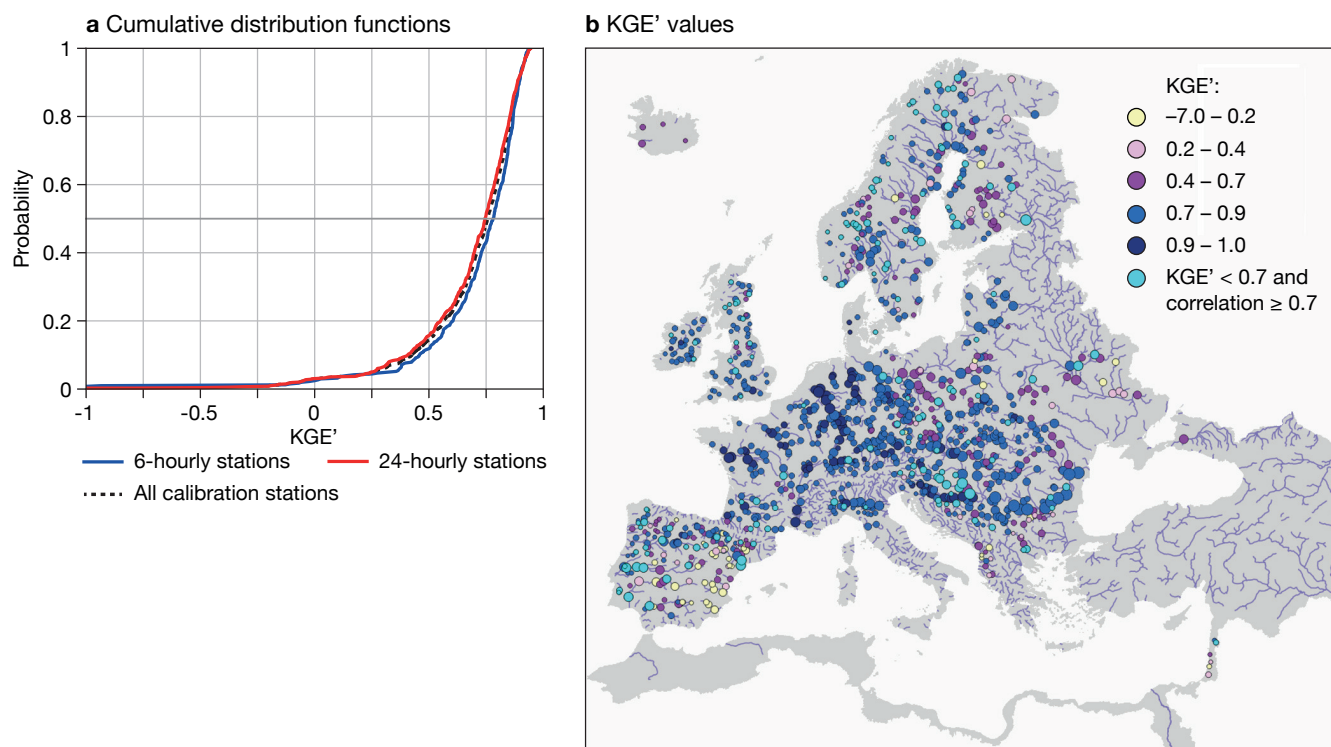 a Cumulative distribution functions
1
0.8
0.6
0.4
0.2
0
Probability
-1
-0.5
0
0.5
1
KGE’
6-hourly stations
24-hourly stations
All calibration stations
b KGE’ values
KGE’:
–7.0 – 0.2
0.2 – 0.4
0.4 – 0.7
0.7 – 0.9
0.9 – 1.0
KGE’ < 0.7 and
correlation ≥ 0.7